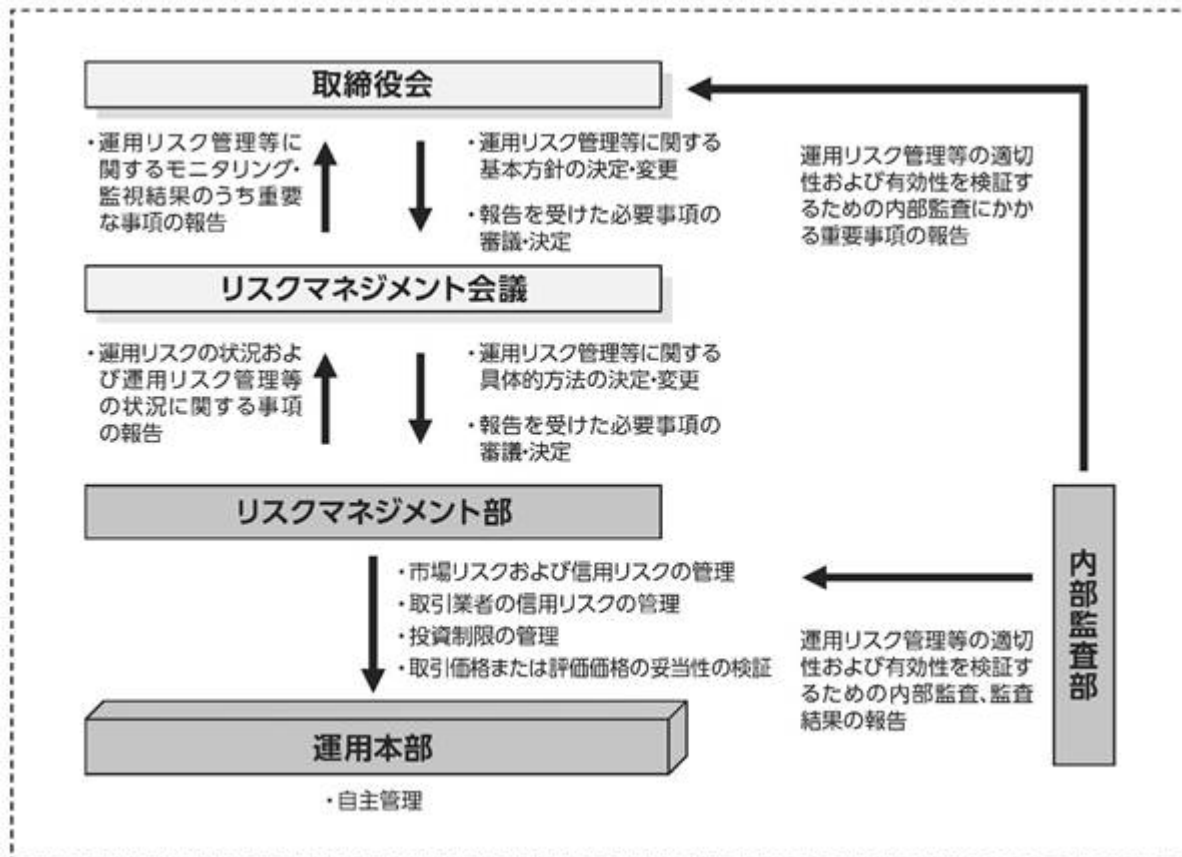 取締役会
・運用リスク管理等に
関するモニタリング・
監視結果のうち重要
な事項の報告
・運用リスク管理等に関する
基本方針の決定・変更
・報告を受けた必要事項の
審議・決定
運用リスク管理等の適切
性および有効性を検証す
るための内部監査にかか
る重要事項の報告
リスクマネジメント会議
・運用リスクの状況およ
び運用リスク管理等
の状況に関する事項
の報告
・運用リスク管理等に関する
具体的方法の決定・変更
・報告を受けた必要事項の
審議・決定
リスクマネジメント部
・市場リスクおよび信用リスクの管理
・取引業者の信用リスクの管理
・投資制限の管理
・取引価格または評価価格の妥当性の検証
内部監査部
運用リスク管理等の適切
性および有効性を検証す
るための内部監査、監査
結果の報告
運用本部
・自主管理